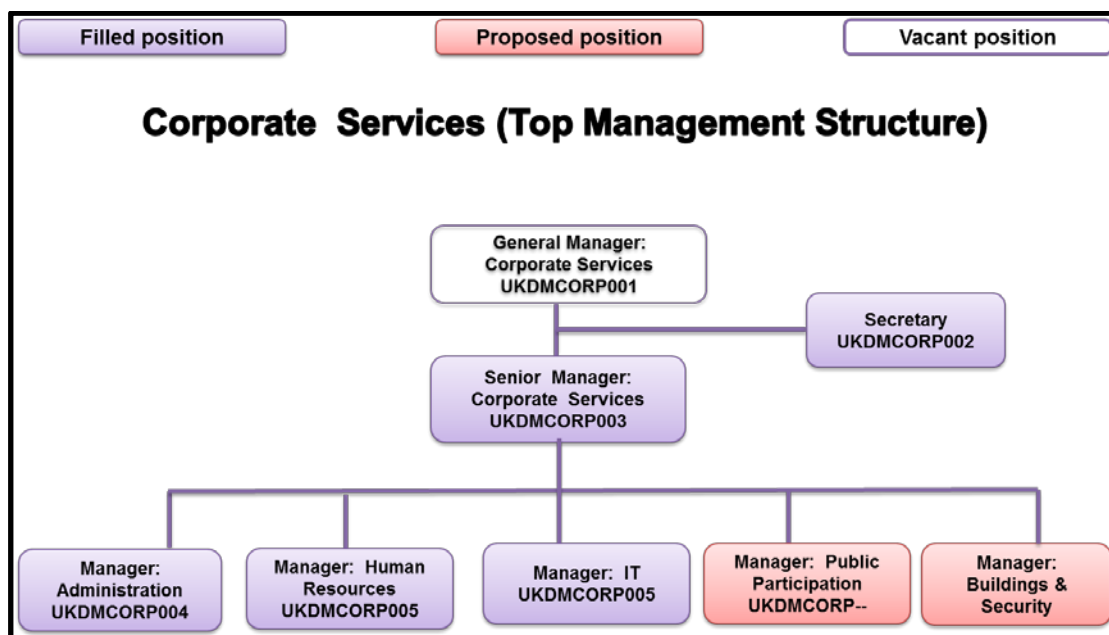 Filled position
Proposed position
Vacant position
Corporate Services (Top Management Structure)
General Manager:
Corporate Services
UKDMCORP001
Secretary
UKDMCORP002
Senior Manager:
Corporate Services
UKDMCORP003
Manager:
Administration
UKDMCORP004
Manager: Human
Resources
UKDMCORP005
Manager: IT
UKDMCORP005
Manager: Public
Participation
UKDMCORP--
Manager:
Buildings &
Security